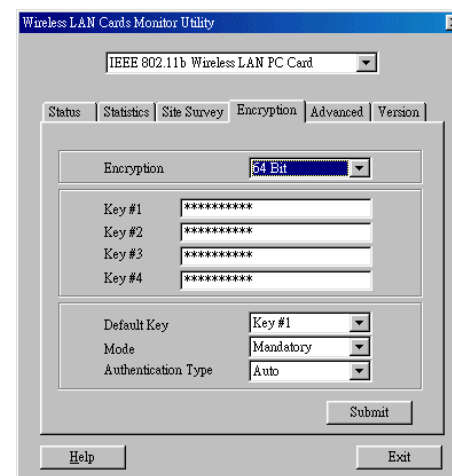 Wireless LAN Cards Monitor Utility
IEEE 802.11b Wireless LAN PC Card
Status Statistics Site Survey Encryption Advanced Version
Encryption 64 Bit
Key #1 **********
Key #2 **********
Key #3 **********
Key #4 **********
Default Key Key #1
Mode Mandatory
Authentication Type Auto
Submit
Help Exit